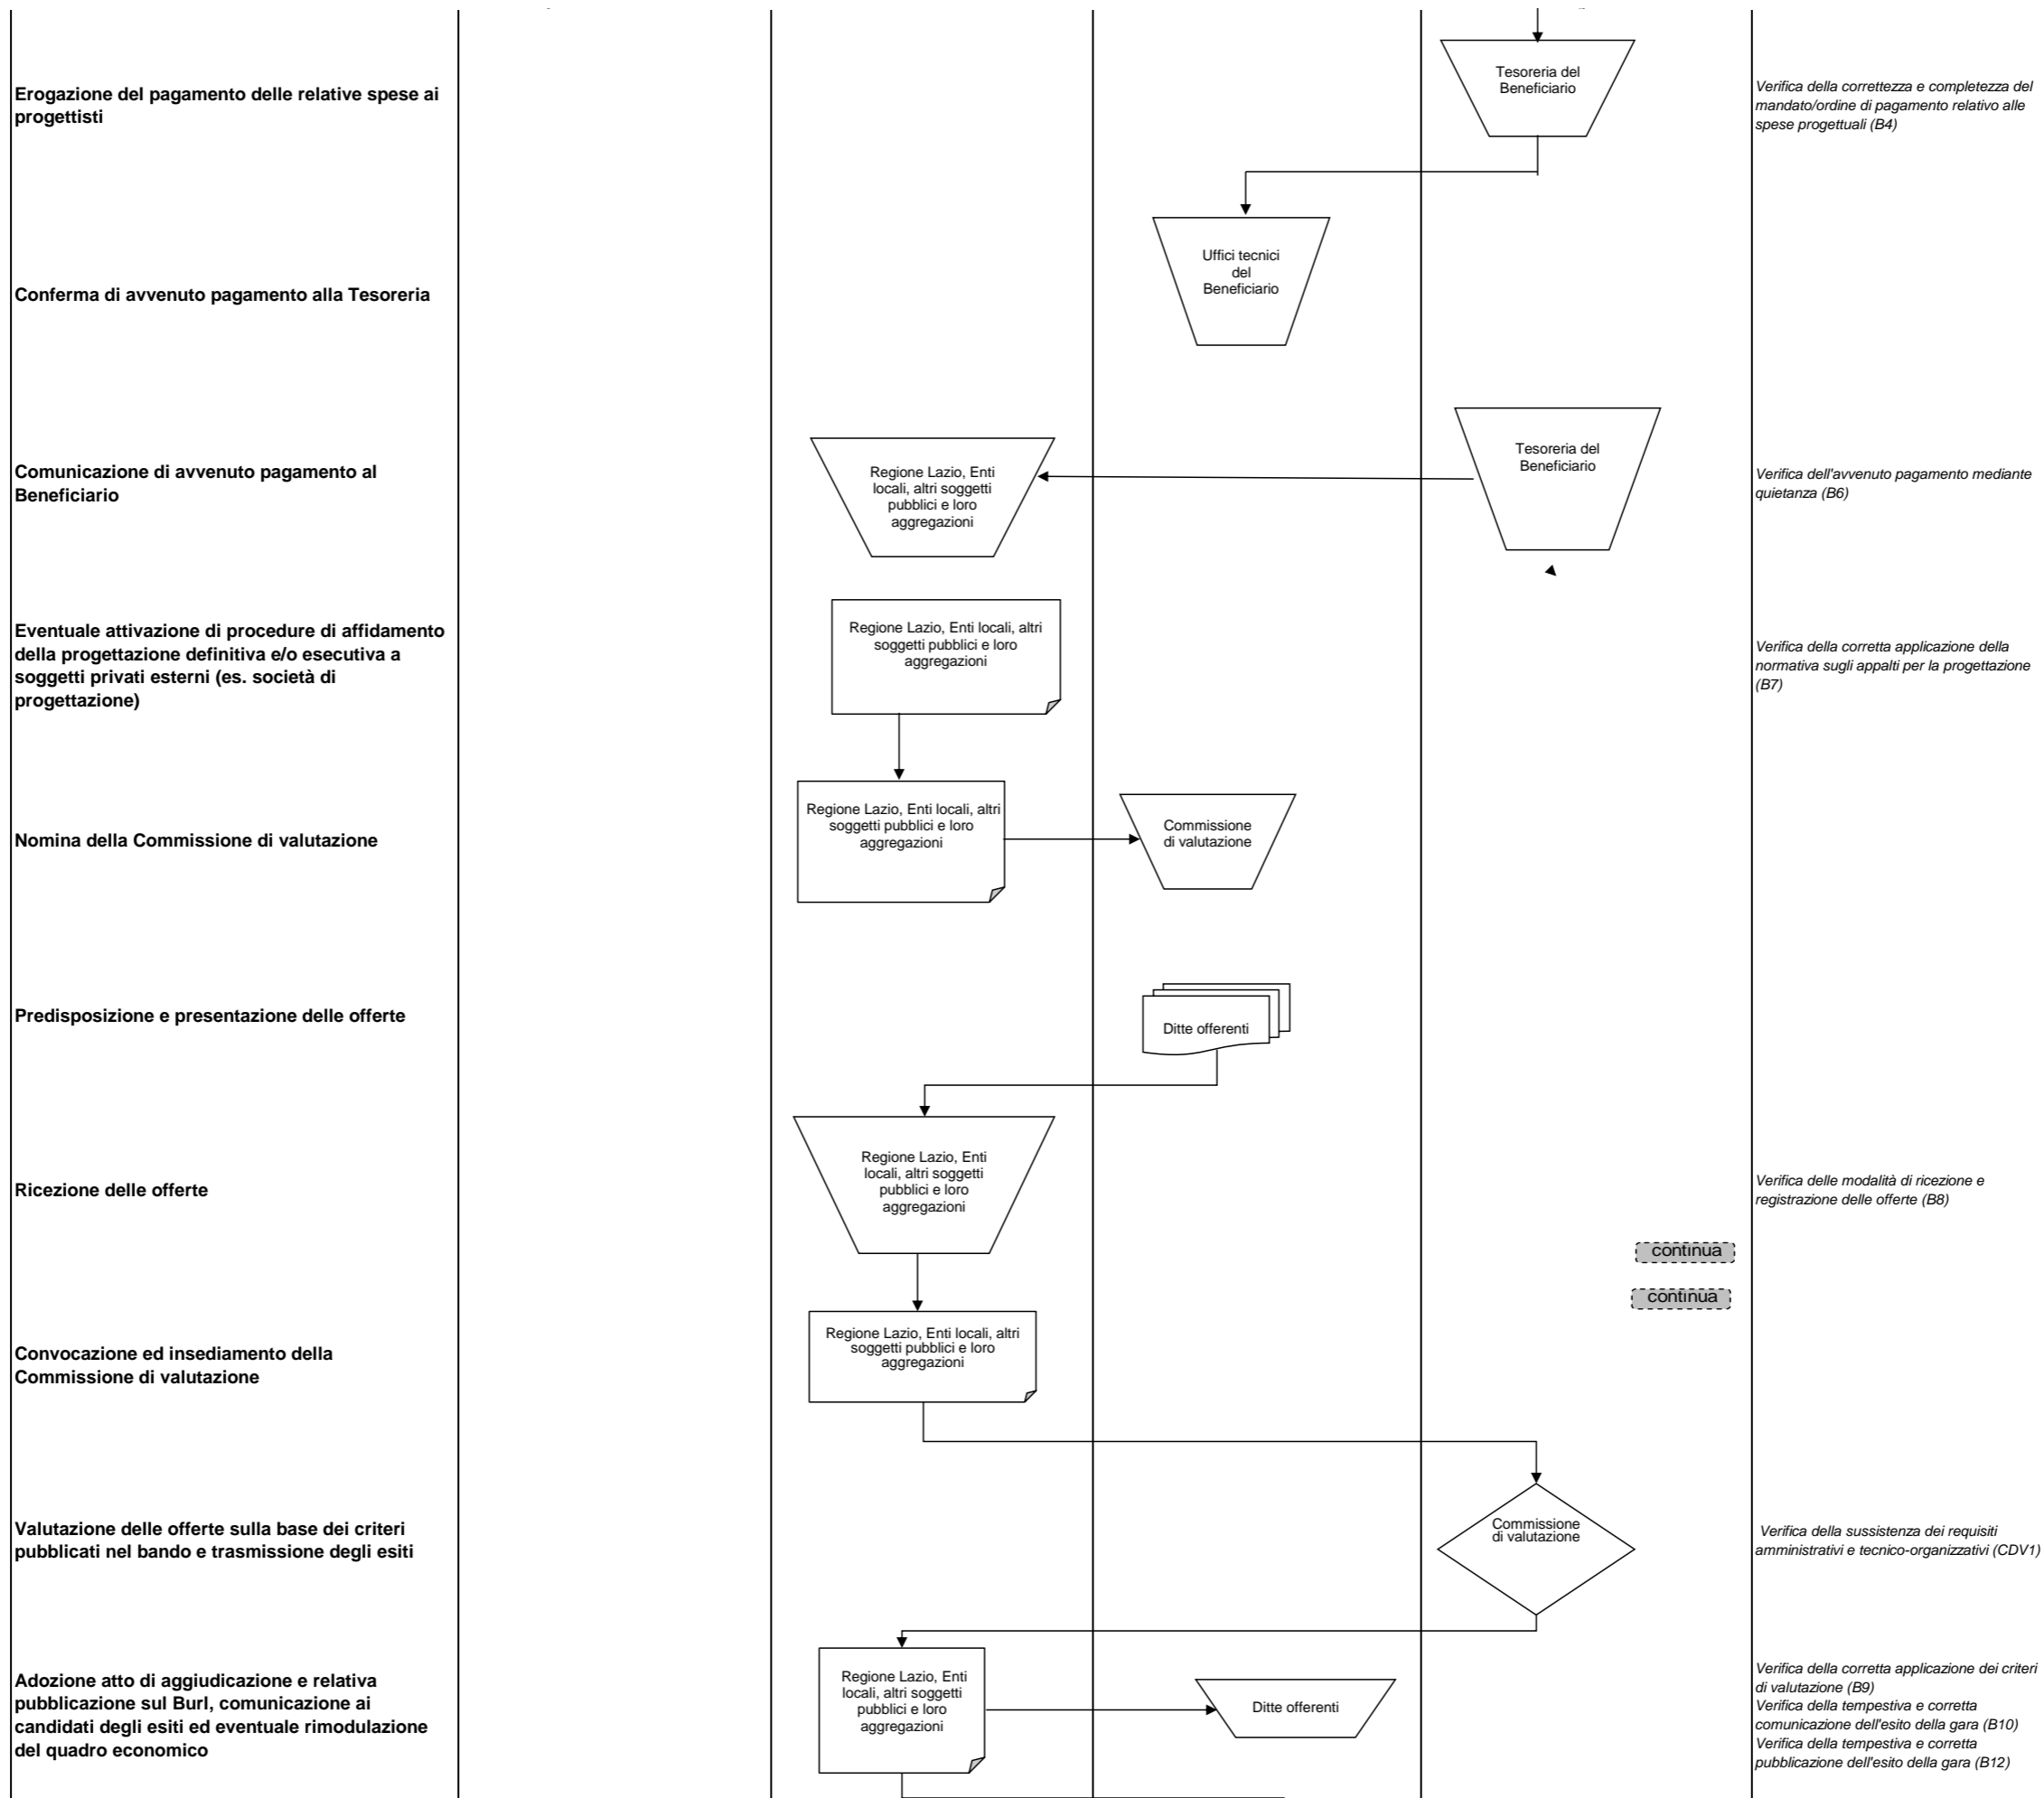 Erogazione del pagamento delle relative spese ai
progettisti
Tesoreria del
Beneficiario
Verifica della correttezza e completezza del
mandato/ordine di pagamento relativo alle
spese progettuali (B4)
Conferma di avvenuto pagamento alla Tesoreria
Uffici tecnici
del
Beneficiario
Comunicazione di avvenuto pagamento al
Beneficiario
Regione Lazio, Enti
locali, altri soggetti
pubblici e loro
aggregazioni
Tesoreria del
Beneficiario
Verifica dell'avvenuto pagamento mediante
quietanza (B6)
Eventuale attivazione di procedure di affidamento
della progettazione definitiva e/o esecutiva a
soggetti privati esterni (es. società di
progettazione)
Regione Lazio, Enti locali, altri
soggetti pubblici e loro
aggregazioni
Verifica della corretta applicazione della
normativa sugli appalti per la progettazione
(B7)
Nomina della Commissione di valutazione
Regione Lazio, Enti locali, altri
soggetti pubblici e loro
aggregazioni
Commissione
di valutazione
Predisposizione e presentazione delle offerte
Ditte offerenti
Ricezione delle offerte
Regione Lazio, Enti
locali, altri soggetti
pubblici e loro
aggregazioni
Verifica delle modalità di ricezione e
registrazione delle offerte (B8)
continua
continua
Convocazione ed insediamento della
Commissione di valutazione
Regione Lazio, Enti locali, altri
soggetti pubblici e loro
aggregazioni
Valutazione delle offerte sulla base dei criteri
pubblicati nel bando e trasmissione degli esiti
Commissione
di valutazione
Verifica della sussistenza dei requisiti
amministrativi e tecnico-organizzativi (CDV1)
Adozione atto di aggiudicazione e relativa
pubblicazione sul Burl, comunicazione ai
candidati degli esiti ed eventuale rimodulazione
del quadro economico
Regione Lazio, Enti
locali, altri soggetti
pubblici e loro
aggregazioni
Ditte offerenti
Verifica della corretta applicazione dei criteri
di valutazione (B9)
Verifica della tempestiva e corretta
comunicazione dell'esito della gara (B10)
Verifica della tempestiva e corretta
pubblicazione dell'esito della gara (B12)